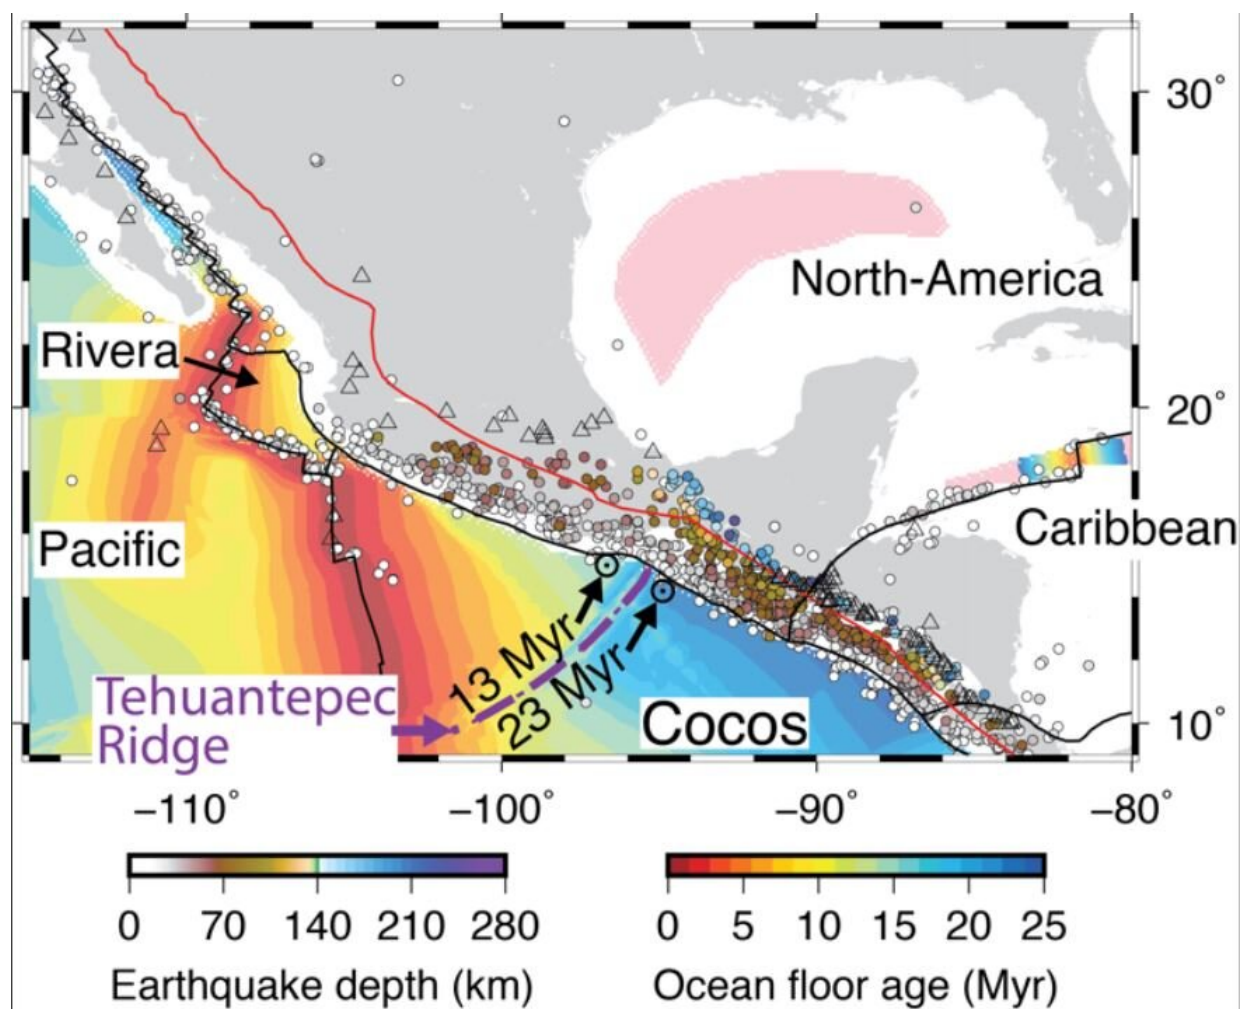 30°
North-America
Rivera
20°
Pacific
Caribbean
13 Myr
23 Myr
Tehuantepec
Ridge
Cocos
10°
−110° −100° −90° −80°
0 70 140 210 280
Earthquake depth (km)
0 5 10 15 20 25
Ocean floor age (Myr)